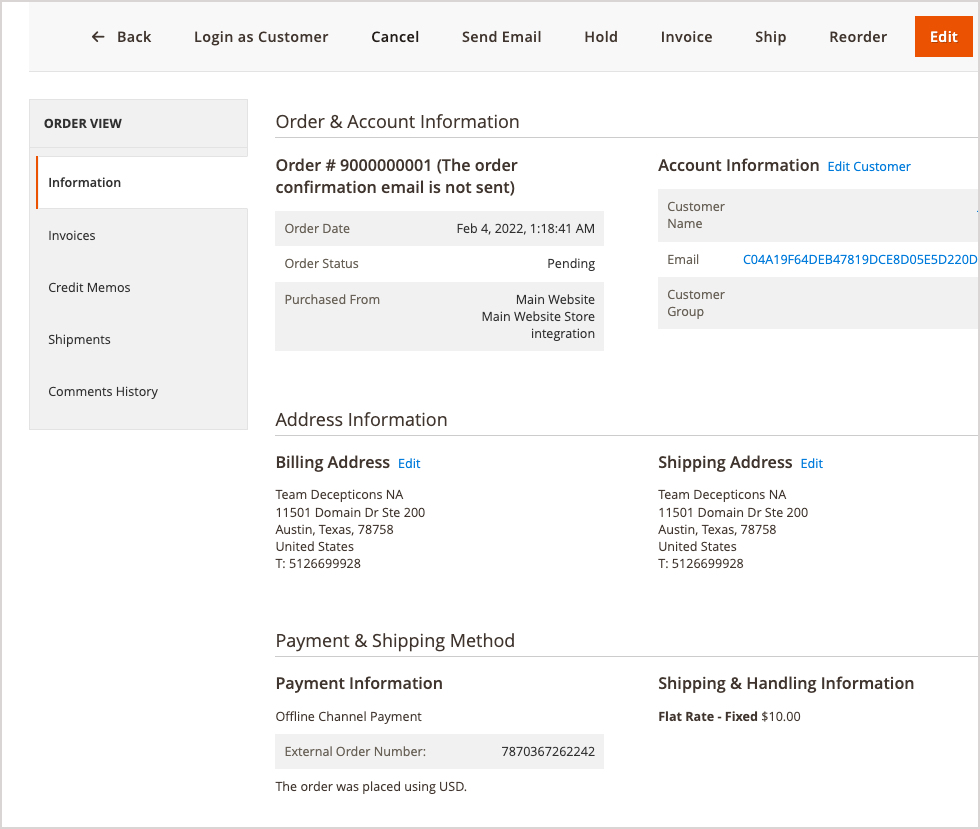 ← Back Login as Customer Cancel Send Email Hold Invoice Ship Reorder Edit
ORDER VIEW
Information
Invoices
Credit Memos
Shipments
Comments History
Order & Account Information
Order # 9000000001 (The order
confirmation email is not sent)
Order Date Feb 4, 2022, 1:18:41 AM
Order Status Pending
Purchased From Main Website
Main Website Store
integration
Account Information Edit Customer
Customer
Name
Email C04A19F64DEB47819DCE8D05E5D220D
Customer
Group
Address Information
Billing Address Edit
Team Decepticons NA
11501 Domain Dr Ste 200
Austin, Texas, 78758
United States
T: 5126699928
Shipping Address Edit
Team Decepticons NA
11501 Domain Dr Ste 200
Austin, Texas, 78758
United States
T: 5126699928
Payment & Shipping Method
Payment Information
Offline Channel Payment
External Order Number: 7870367262242
The order was placed using USD.
Shipping & Handling Information
Flat Rate - Fixed $10.00